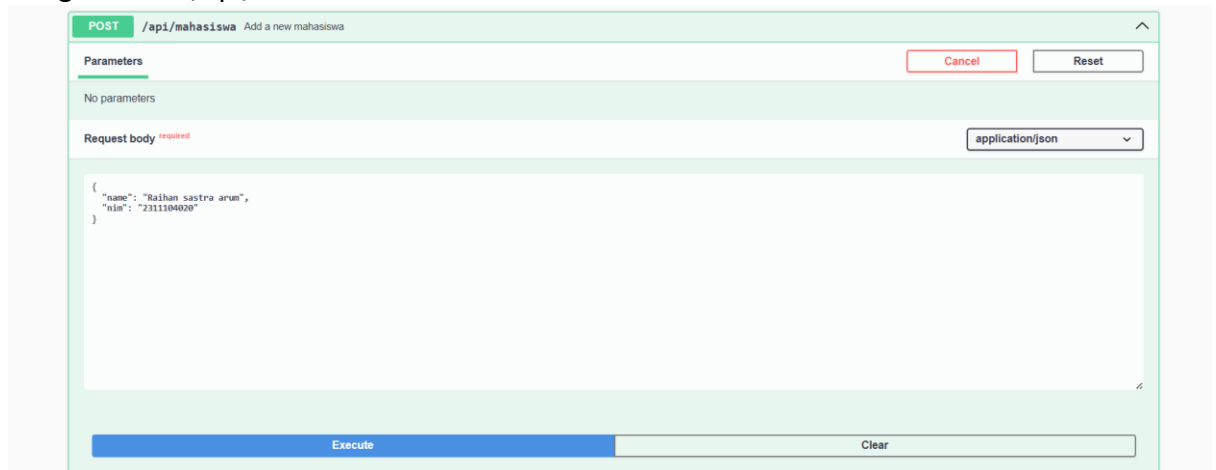 POST /api/mahasiswa Add a new mahasiswa
Parameters
Cancel
Reset
No parameters
Request body required
application/json
{
"name": "Raihan sastra arum",
"nim": "2311104020"
}
Execute
Clear